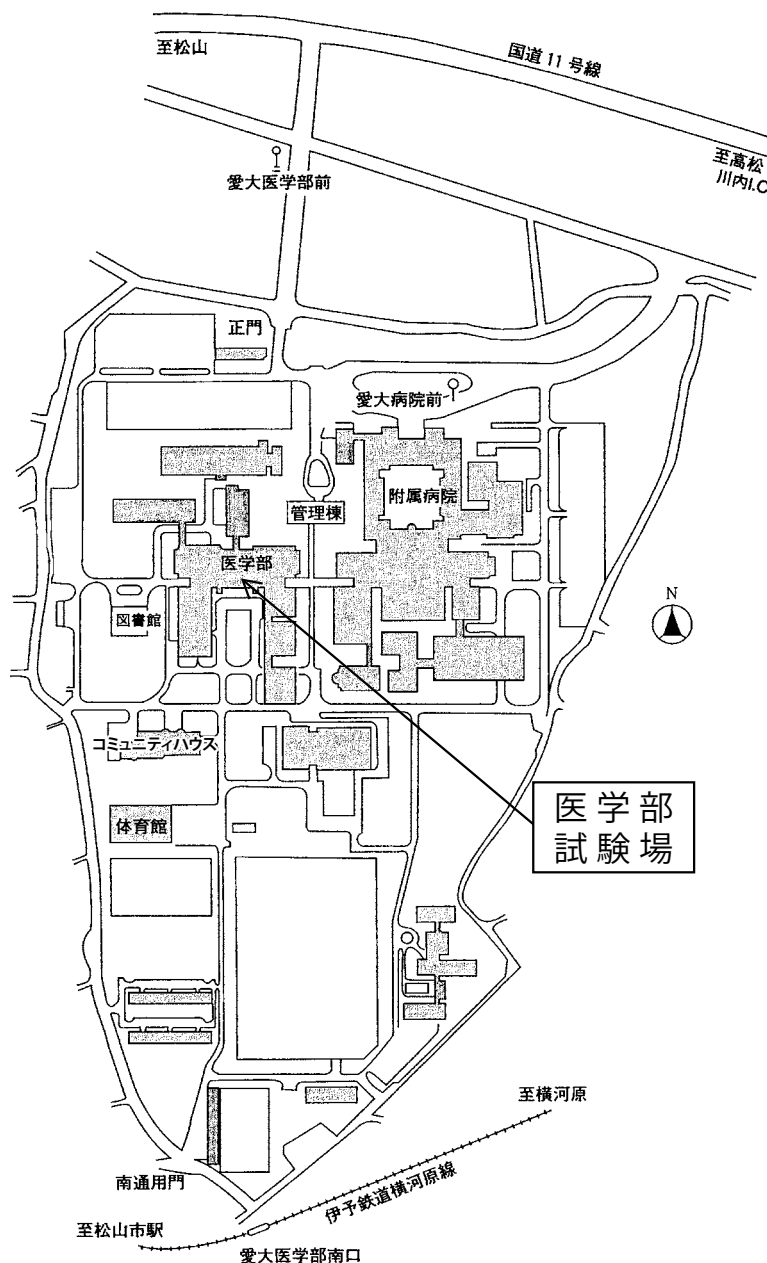 至松山
国道11号線
至高松
川内I.C
愛大医学部前
正門
愛大病院前
附属病院
管理棟
医学部
図書館
N
コミュニティハウス
医学部
試験場
体育館
至横河原
南通用門
伊予鉄道横河原線
至松山市駅
愛大医学部南口